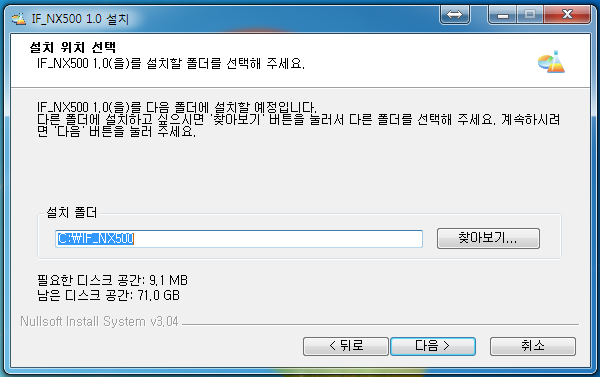 IF_NX500 1.0 설치
설치 위치 선택
IF_NX500 1.0(을)를 설치할 폴더를 선택해 주세요.
IF_NX500 1.0(을)를 다음 폴더에 설치할 예정입니다.
다른 폴더에 설치하고 싶으시면 '찾아보기' 버튼을 눌러서 다른 폴더를 선택해 주세요. 계속하시려
면 '다음' 버튼을 눌러 주세요.
설치 폴더
C:₩IF_NX500
찾아보기...
필요한 디스크 공간: 9.1 MB
남은 디스크 공간: 71.0 GB
Nullsoft Install System v3.04
< 뒤로
다음 >
취소